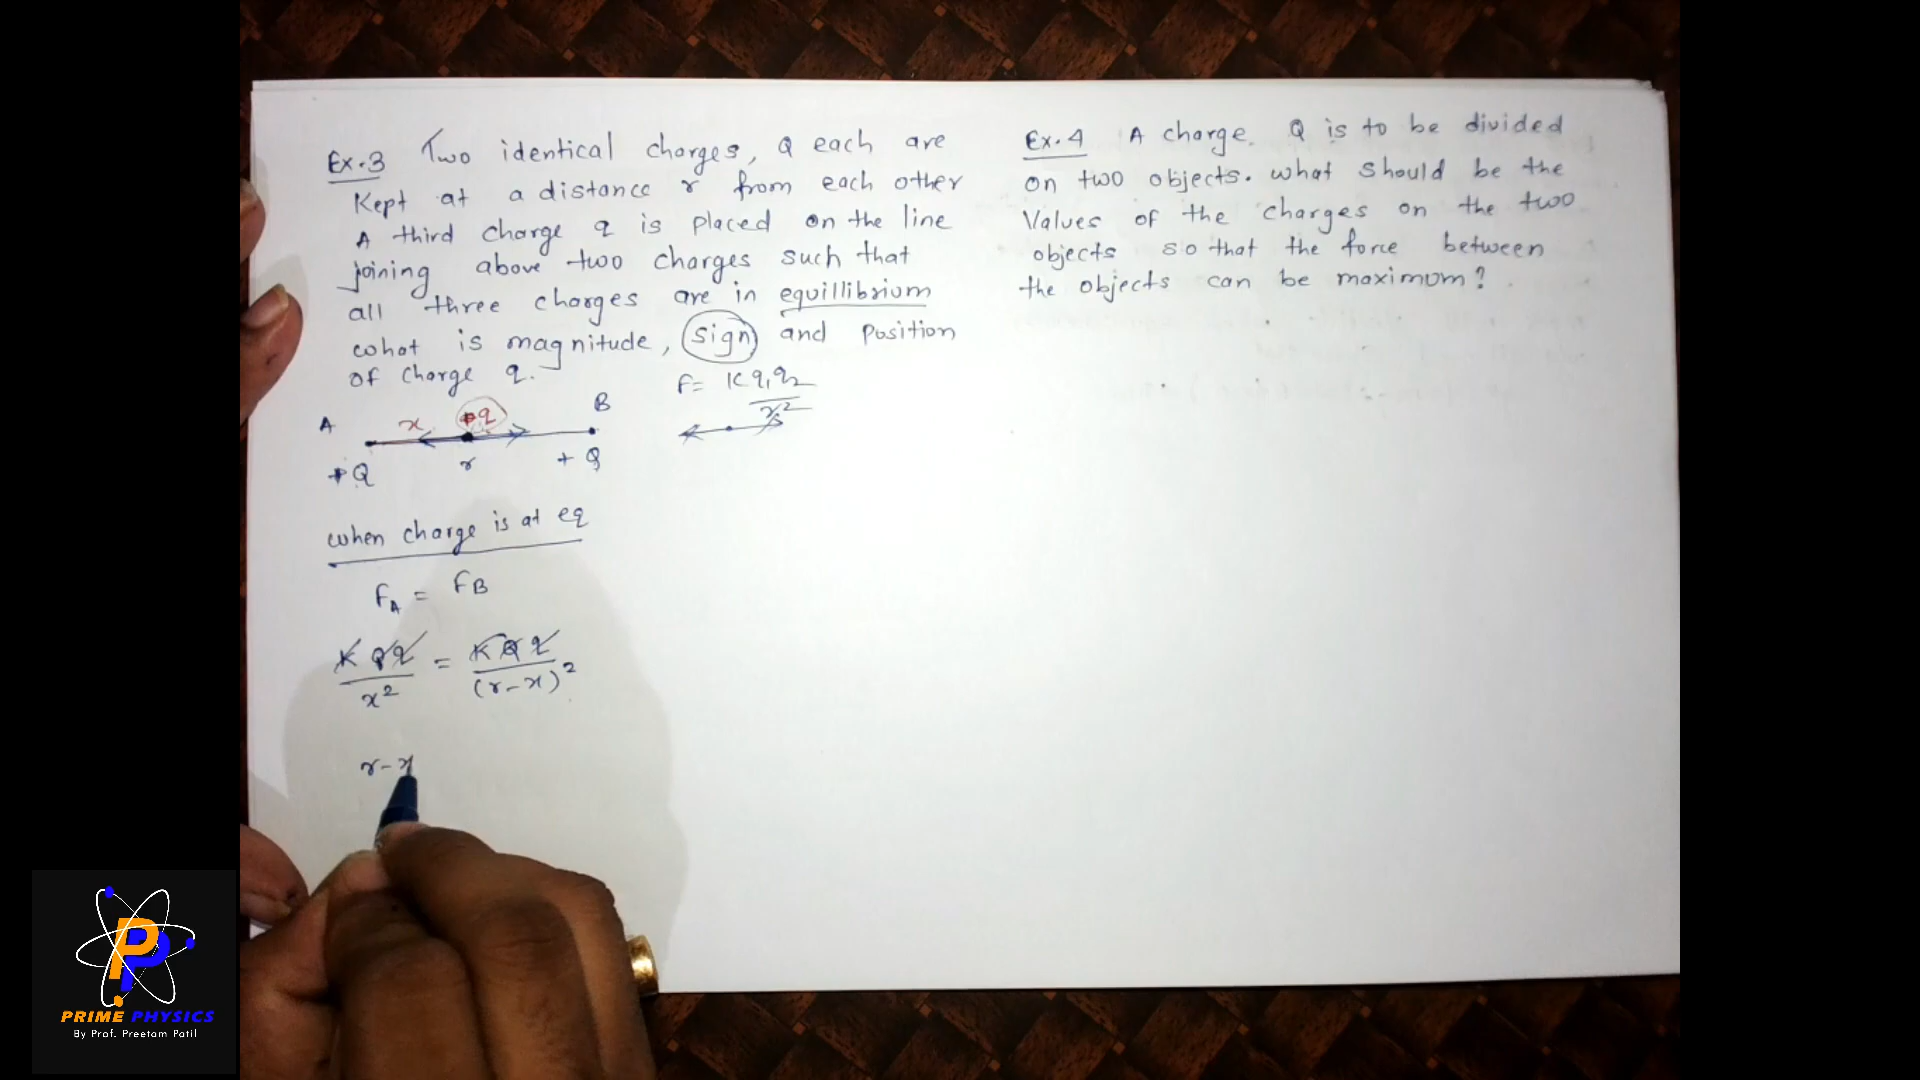 Ex.3 Two identical charges, Q each are
Kept at a distance r from each other
A third charge q is placed on the line
joining above two charges such that
all three charges are in equillibrium
what is magnitude, sign and position
of charge q.
F = K q1 q2
r²
A x +q B
+Q r + Q
when charge is at eq
FA = FB
K Q q = K Q q
x² (r-x)²
r-x
Ex.4 A charge. Q is to be divided
on two objects. what should be the
Values of the charges on the two
objects so that the force between
the objects can be maximum?
P
PRIME PHYSICS
By Prof. Preetam Patil